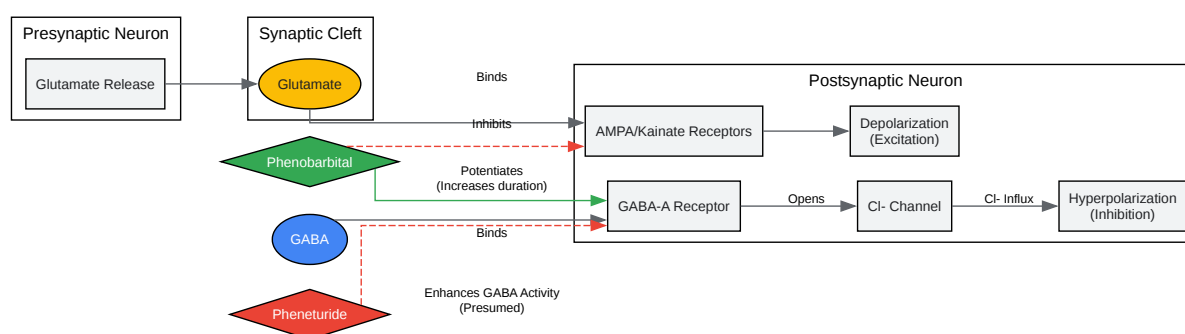 Presynaptic Neuron
Glutamate Release
Synaptic Cleft
Glutamate
Binds
Inhibits
Phenobarbital
Potentiates
(Increases duration)
GABA
Binds
Pheneturide
Enhances GABA Activity
(Presumed)
Postsynaptic Neuron
AMPA/Kainate Receptors
Depolarization
(Excitation)
GABA-A Receptor
Opens
Cl- Channel
Cl- Influx
Hyperpolarization
(Inhibition)